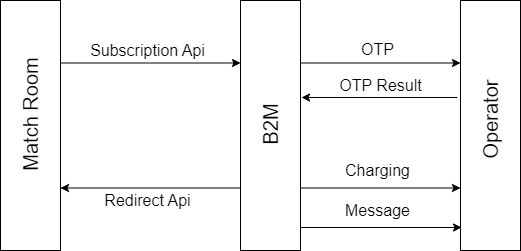 Match Room
Subscription Api
Redirect Api
B2M
OTP
OTP Result
Charging
Message
Operator